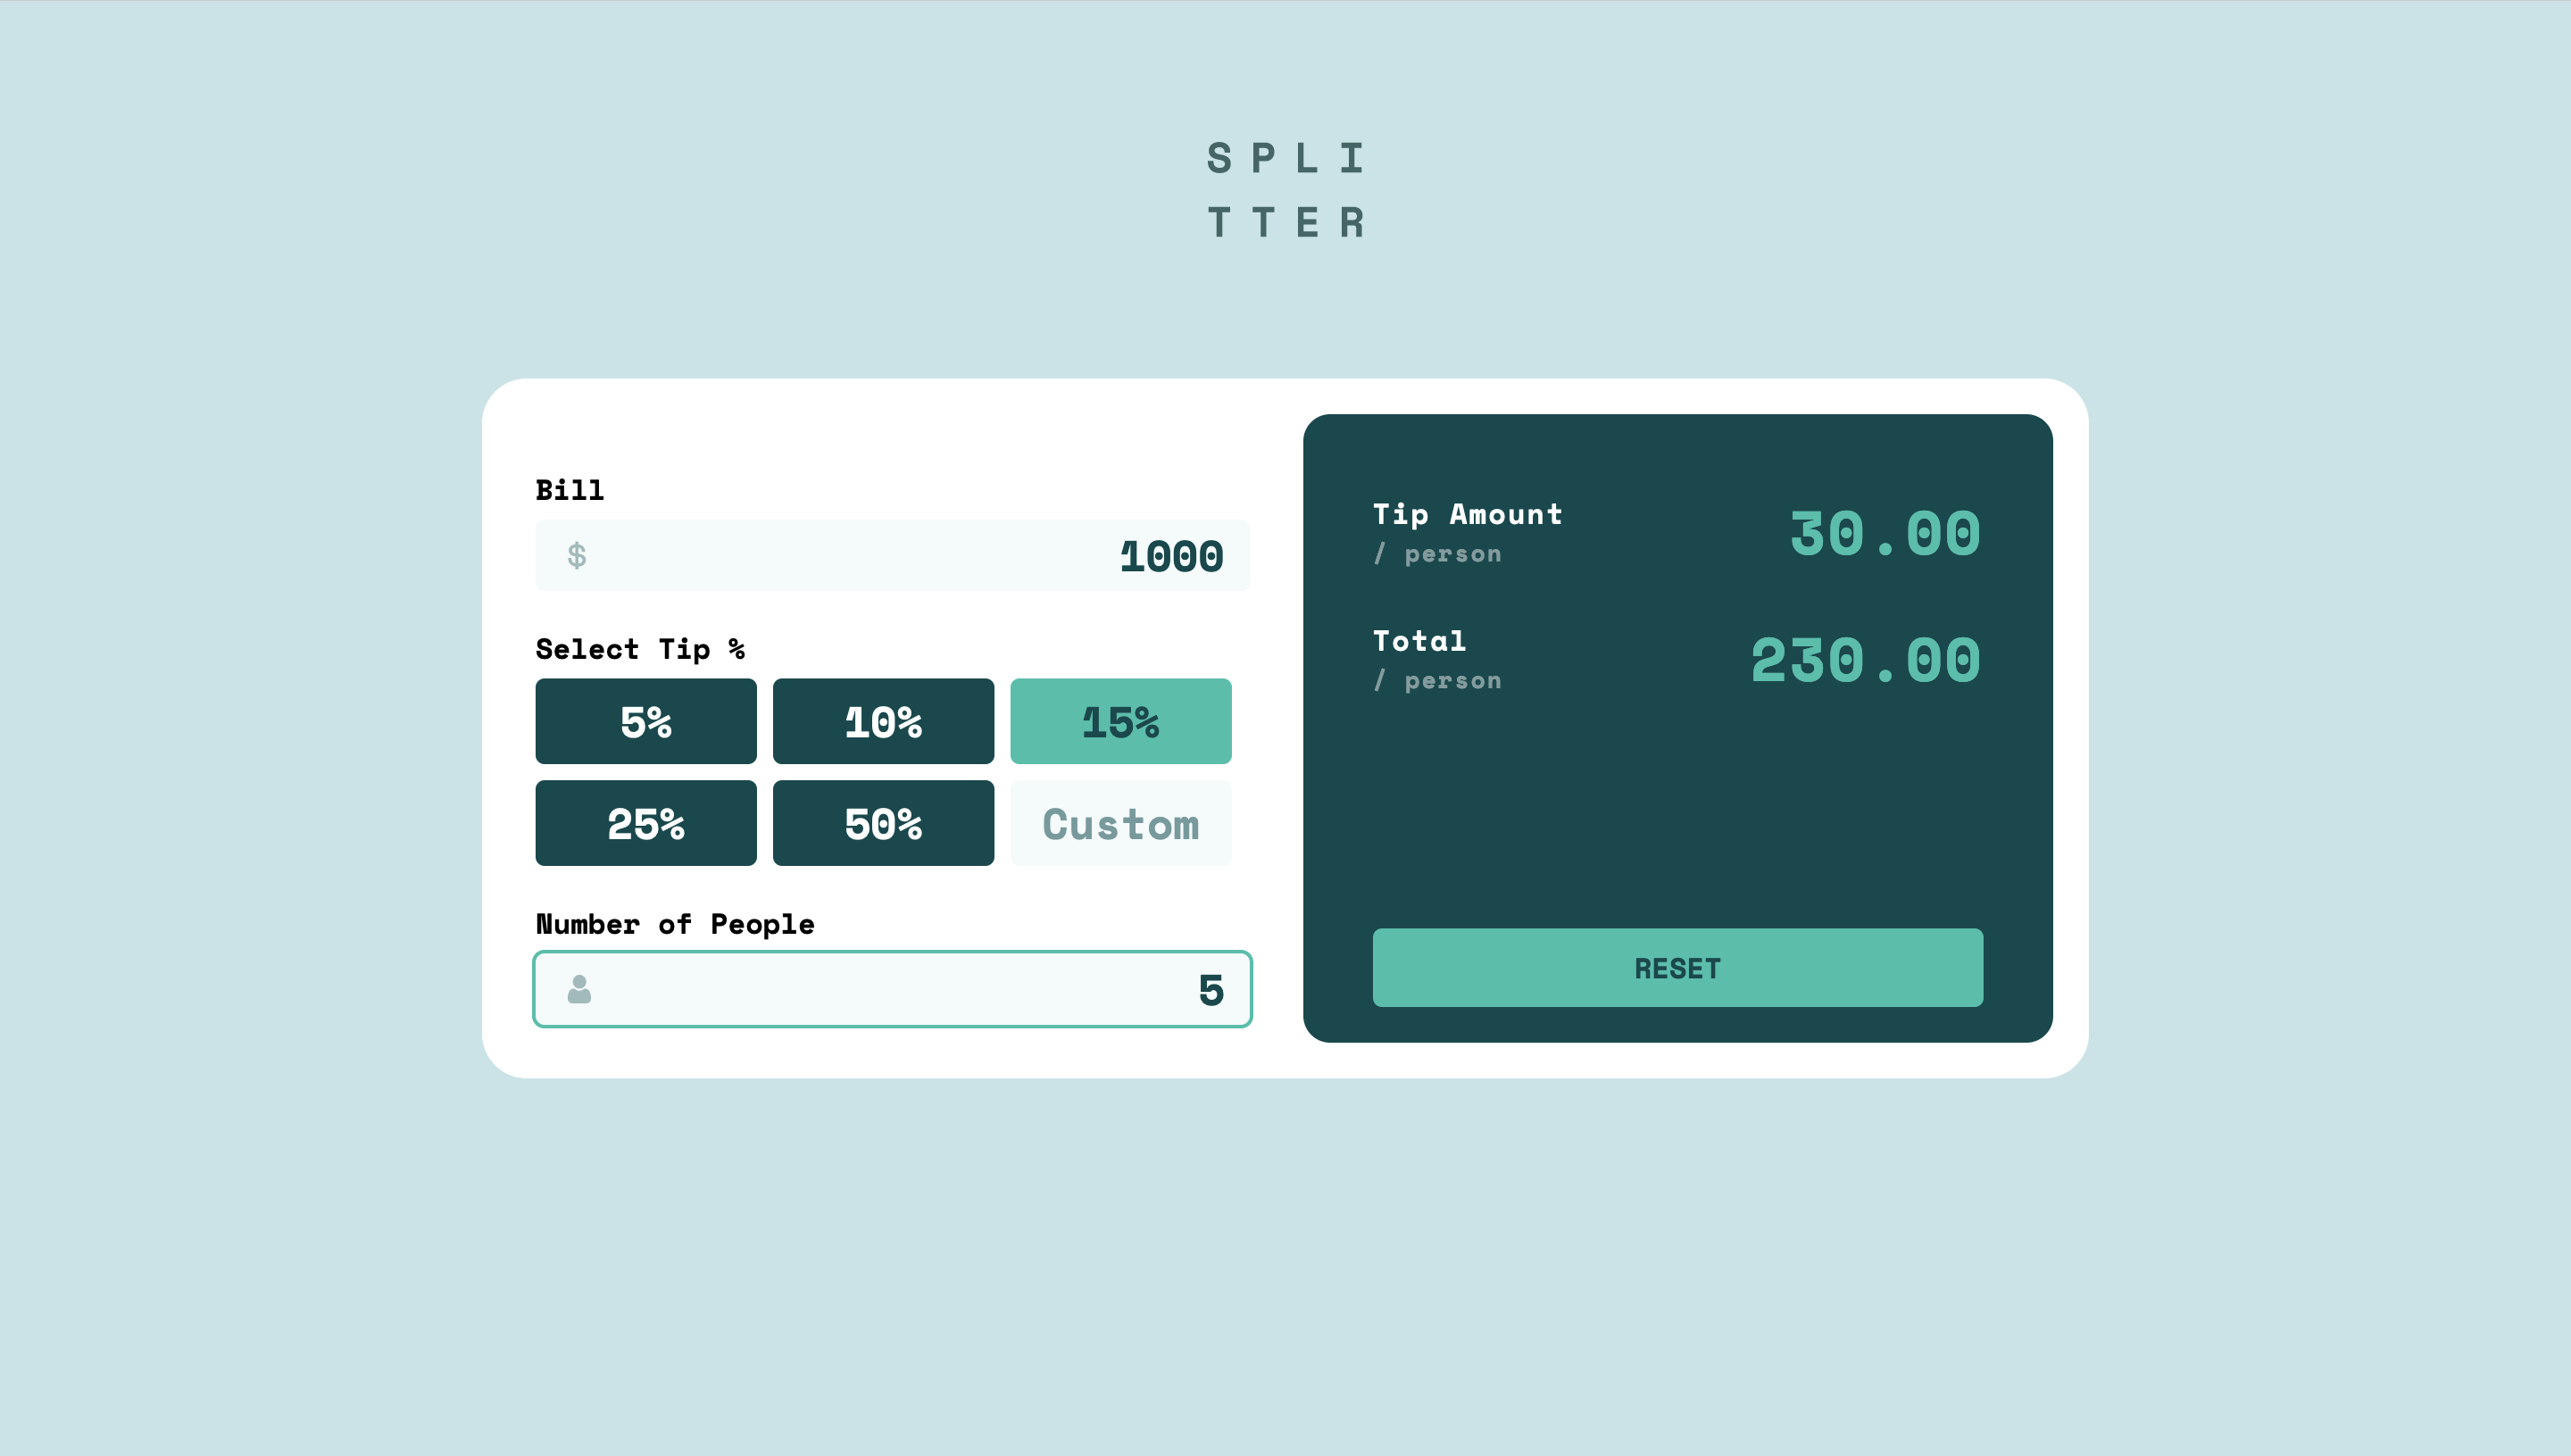 S P L I
T T E R
Bill
$ 1000
Select Tip %
5% 10% 15%
25% 50% Custom
Number of People
5
Tip Amount
/ person
30.00
Total
/ person
230.00
RESET